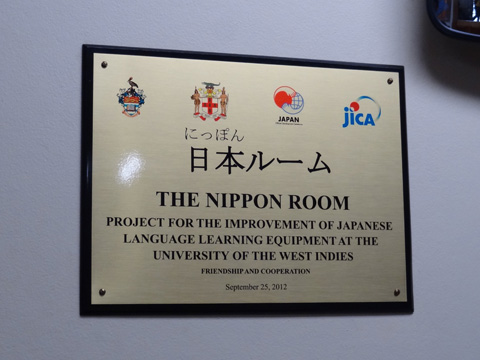 JAPAN
jICA
にっぽん
日本ルーム
THE NIPPON ROOM
PROJECT FOR THE IMPROVEMENT OF JAPANESE
LANGUAGE LEARNING EQUIPMENT AT THE
UNIVERSITY OF THE WEST INDIES
FRIENDSHIP AND COOPERATION
September 25, 2012